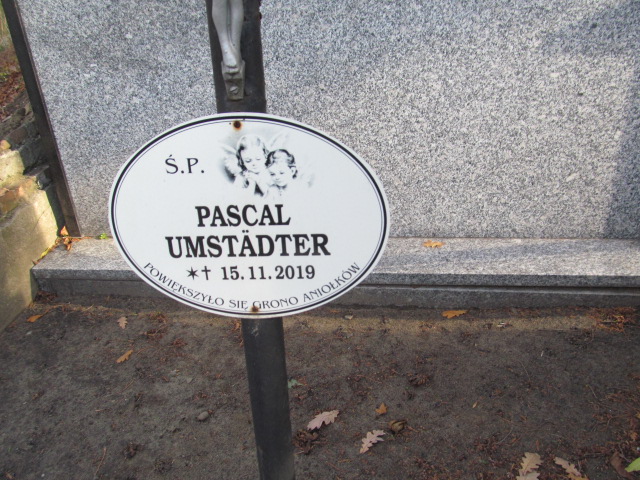 Ś.P.
PASCAL
UMSTÄDTER
✶✝ 15.11.2019
POWIĘKSZYŁO SIĘ GRONO ANIOŁKÓW